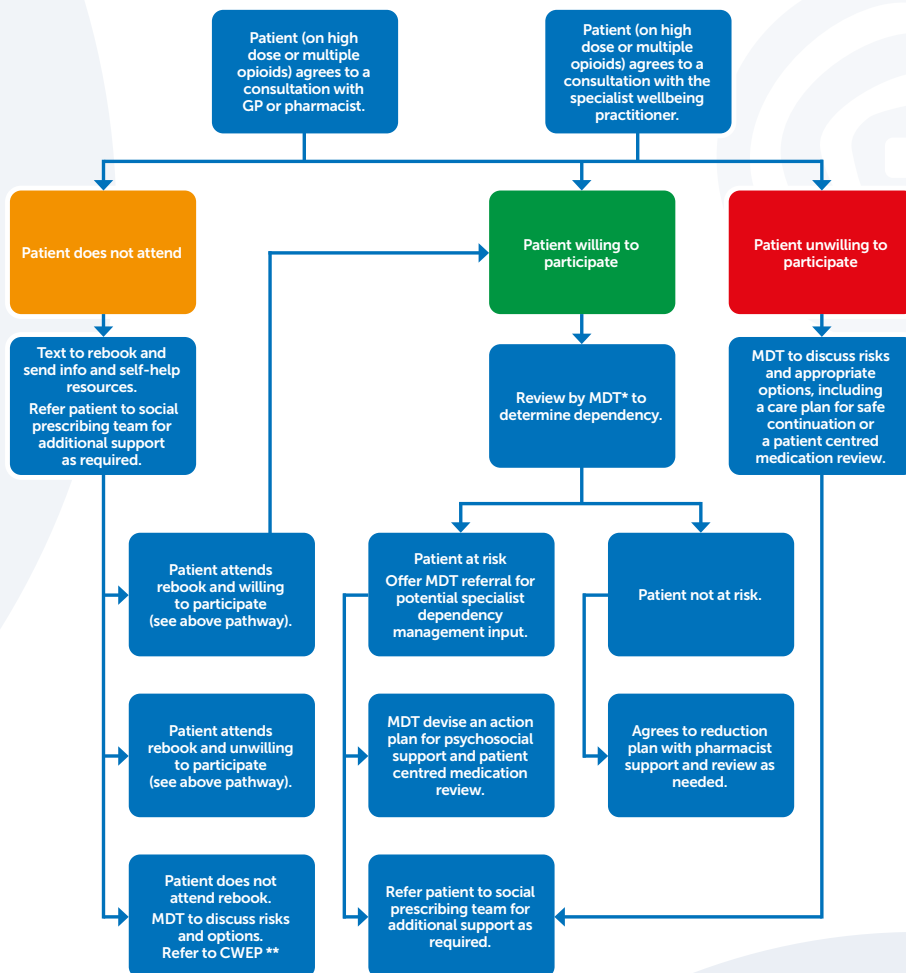 Patient (on high
dose or multiple
opioids) agrees to a
consultation with
GP or pharmacist.
Patient (on high
dose or multiple
opioids) agrees to a
consultation with the
specialist wellbeing
practitioner.
Patient does not attend
Patient willing to
participate
Patient unwilling to
participate
Text to rebook and
send info and self-help
resources.
Refer patient to social
prescribing team for
additional support
as required.
Review by MDT* to
determine dependency.
MDT to discuss risks
and appropriate
options, including
a care plan for safe
continuation or
a patient centred
medication review.
Patient attends
rebook and willing
to participate
(see above pathway).
Patient at risk
Offer MDT referral for
potential specialist
dependency
management input.
Patient not at risk.
Patient attends
rebook and unwilling
to participate
(see above pathway).
MDT devise an action
plan for psychosocial
support and patient
centred medication
review.
Agrees to reduction
plan with pharmacist
support and review as
needed.
Patient does not
attend rebook.
MDT to discuss risks
and options.
Refer to CWEP **
Refer patient to social
prescribing team for
additional support as
required.